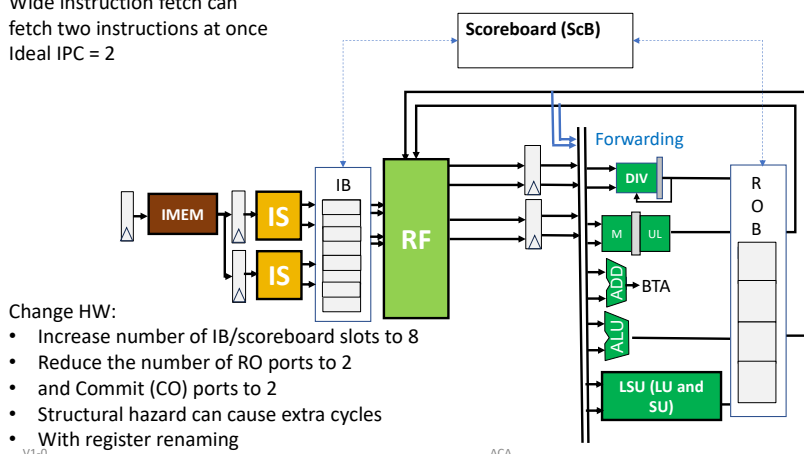 Wide instruction fetch can
fetch two instructions at once
Ideal IPC = 2
Scoreboard (ScB)
Forwarding
IB
DIV
R
O
B
IMEM
IS
RF
M
UL
IS
ADD
BTA
ALU
LSU (LU and
SU)
Change HW:
• Increase number of IB/scoreboard slots to 8
• Reduce the number of RO ports to 2
• and Commit (CO) ports to 2
• Structural hazard can cause extra cycles
• With register renaming
V1-0
ACA